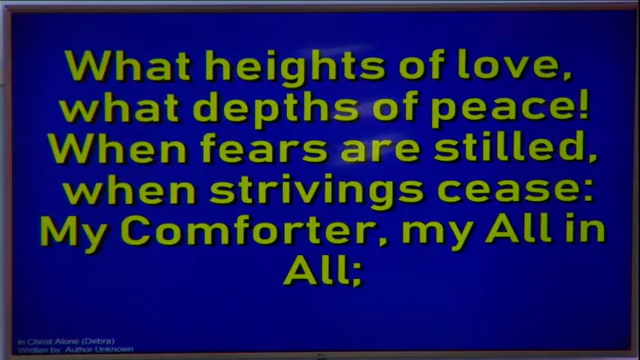 What heights of love,
what depths of peace!
When fears are stilled,
when strivings cease:
My Comforter, my All in
All;
In Christ Alone (Debra)
Written by Author Unknown